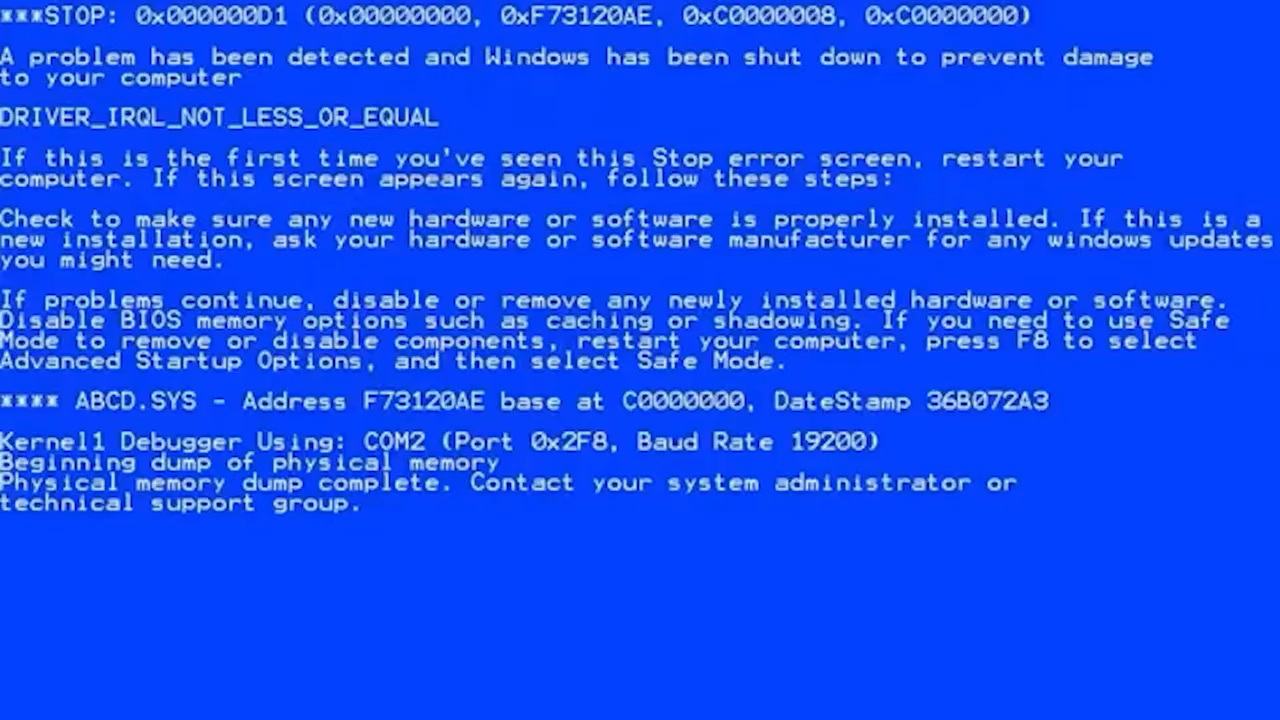 ***STOP: 0x000000D1 (0x00000000, 0xF73120AE, 0xC0000008, 0xC0000000)
A problem has been detected and Windows has been shut down to prevent damage
to your computer
DRIVER_IRQL_NOT_LESS_OR_EQUAL
If this is the first time you've seen this Stop error screen, restart your
computer. If this screen appears again, follow these steps:
Check to make sure any new hardware or software is properly installed. If this is a
new installation, ask your hardware or software manufacturer for any windows updates
you might need.
If problems continue, disable or remove any newly installed hardware or software.
Disable BIOS memory options such as caching or shadowing. If you need to use Safe
Mode to remove or disable components, restart your computer, press F8 to select
Advanced Startup Options, and then select Safe Mode.
**** ABCD.SYS - Address F73120AE base at C0000000, DateStamp 36B072A3
Kernel1 Debugger Using: COM2 (Port 0x2F8, Baud Rate 19200)
Beginning dump of physical memory
Physical memory dump complete. Contact your system administrator or
technical support group.